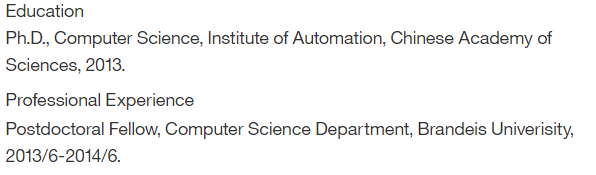 Education
Ph.D., Computer Science, Institute of Automation, Chinese Academy of
Sciences, 2013.
Professional Experience
Postdoctoral Fellow, Computer Science Department, Brandeis Univerisity,
2013/6-2014/6.